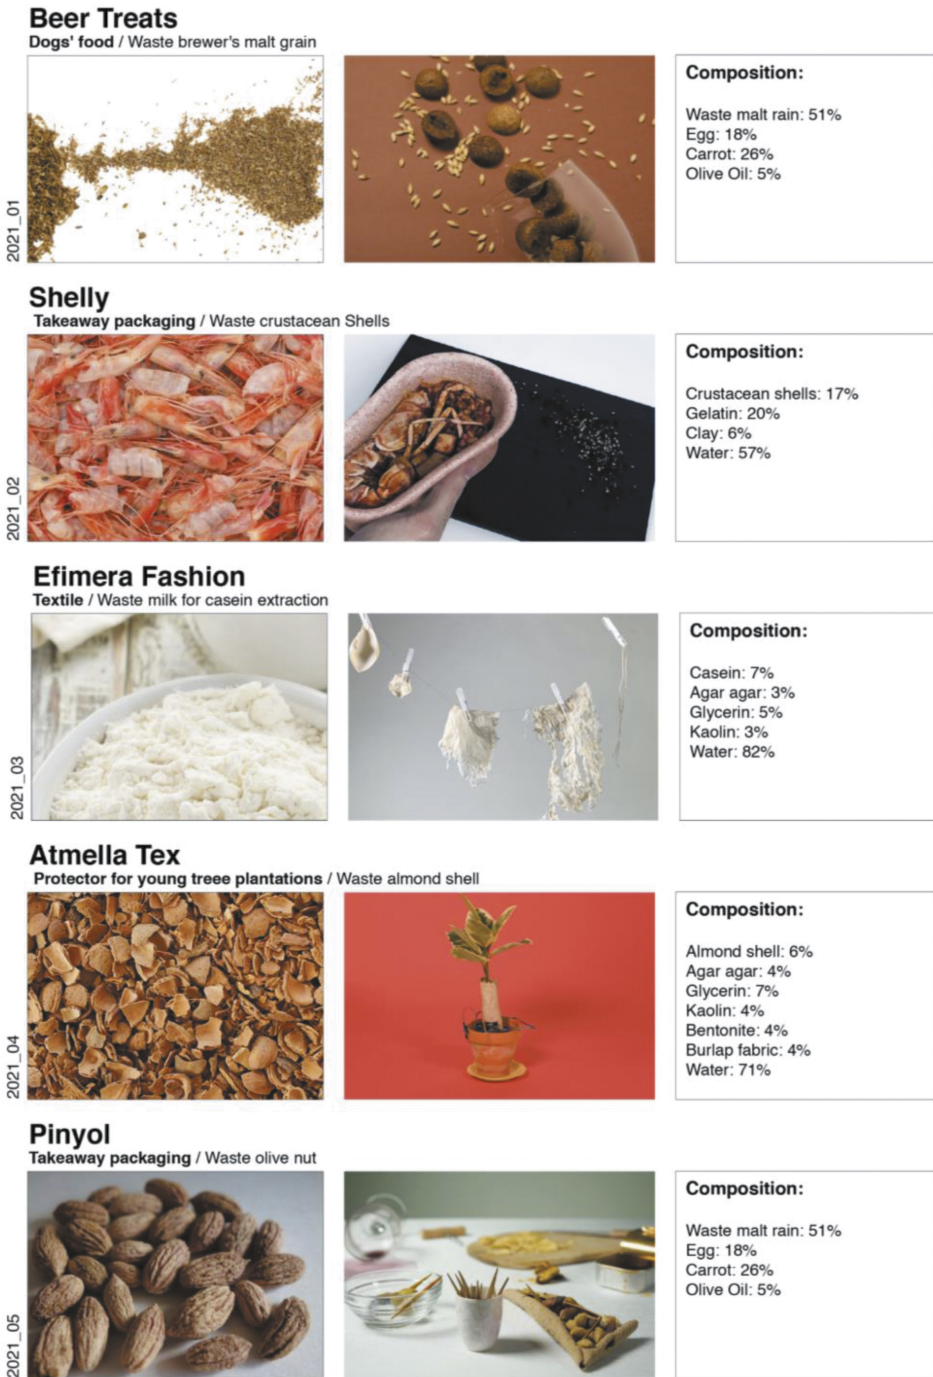 Beer Treats
Dogs' food / Waste brewer's malt grain
2021_01
Composition:
Waste malt rain: 51%
Egg: 18%
Carrot: 26%
Olive Oil: 5%
Shelly
Takeaway packaging / Waste crustacean Shells
2021_02
Composition:
Crustacean shells: 17%
Gelatin: 20%
Clay: 6%
Water: 57%
Efimera Fashion
Textile / Waste milk for casein extraction
2021_03
Composition:
Casein: 7%
Agar agar: 3%
Glycerin: 5%
Kaolin: 3%
Water: 82%
Atmella Tex
Protector for young treee plantations / Waste almond shell
2021_04
Composition:
Almond shell: 6%
Agar agar: 4%
Glycerin: 7%
Kaolin: 4%
Bentonite: 4%
Burlap fabric: 4%
Water: 71%
Pinyol
Takeaway packaging / Waste olive nut
2021_05
Composition:
Waste malt rain: 51%
Egg: 18%
Carrot: 26%
Olive Oil: 5%